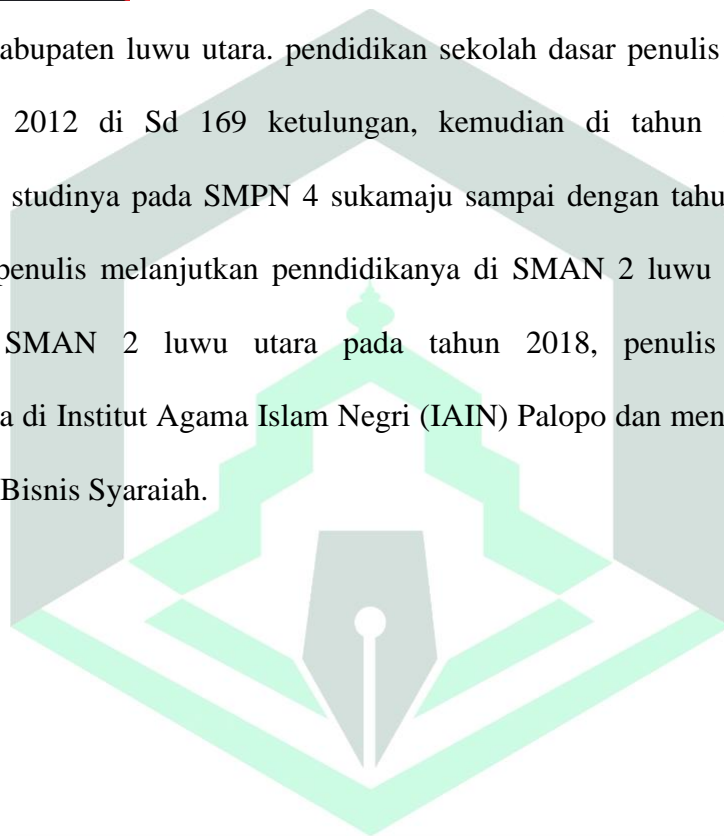 abupaten luwu utara. pendidikan sekolah dasar penulis
2012 di Sd 169 ketulungan, kemudian di tahun
studinya pada SMPN 4 sukamaju sampai dengan tahu
penulis melanjutkan penndidikanya di SMAN 2 luwu
SMAN 2 luwu utara pada tahun 2018, penulis
a di Institut Agama Islam Negri (IAIN) Palopo dan men
Bisnis Syaraiah.